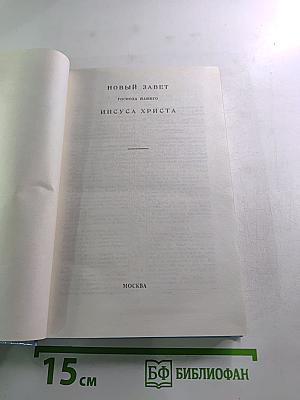 НОВЫЙ ЗАВЕТ
ГОСПОДА НАШЕГО
ИИСУСА ХРИСТА
МОСКВА
15 см
БФ БИБЛИОФАН